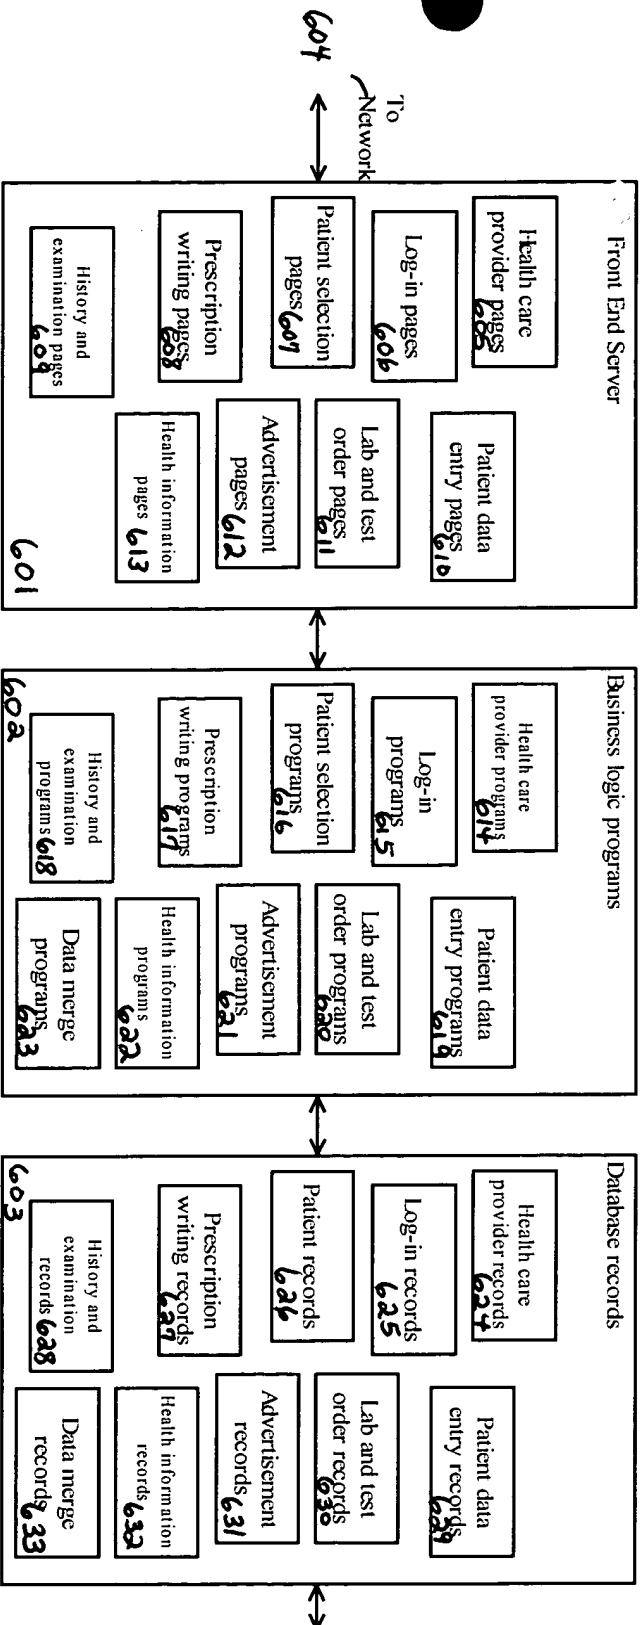 604
To
Network
Front End Server
Health care
provider pages
605
Log-in pages
606
Patient selection
pages 607
Prescription
writing pages
608
History and
examination pages
609
Patient data
entry pages
610
Lab and test
order pages
611
Advertisement
pages 612
Health information
pages 613
601
Business logic programs
Health care
provider programs
614
Log-in
programs
615
Patient selection
programs
616
Prescription
writing programs
617
History and
examination
programs 618
Patient data
entry programs
619
Lab and test
order programs
620
Advertisement
programs
621
Health information
programs
622
Data merge
programs
623
602
Database records
Health care
provider records
624
Log-in records
625
Patient records
626
Prescription
writing records
627
History and
examination
records 628
Patient data
entry records
629
Lab and test
order records
630
Advertisement
records 631
Health information
records 632
Data merge
records 633
603